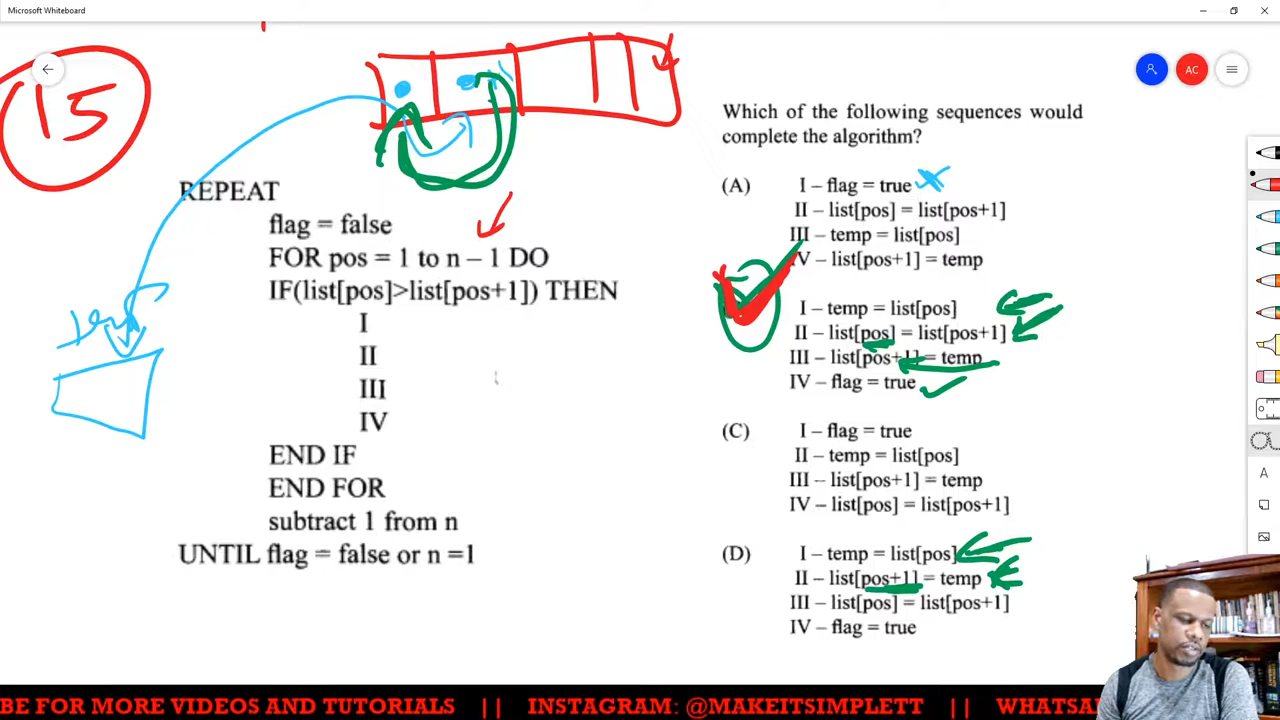 Microsoft Whiteboard
15
AC
REPEAT
flag = false
FOR pos = 1 to n – 1 DO
IF(list[pos]>list[pos+1]) THEN
I
II
III
IV
END IF
END FOR
subtract 1 from n
UNTIL flag = false or n =1
Which of the following sequences would
complete the algorithm?
(A) I – flag = true
II – list[pos] = list[pos+1]
III – temp = list[pos]
IV – list[pos+1] = temp
I – temp = list[pos]
II – list[pos] = list[pos+1]
III – list[pos+1] = temp
IV – flag = true
(C) I – flag = true
II – temp = list[pos]
III – list[pos+1] = temp
IV – list[pos] = list[pos+1]
(D) I – temp = list[pos]
II – list[pos+1] = temp
III – list[pos] = list[pos+1]
IV – flag = true
A
BE FOR MORE VIDEOS AND TUTORIALS || INSTAGRAM: @MAKEITSIMPLETT || WHATSA